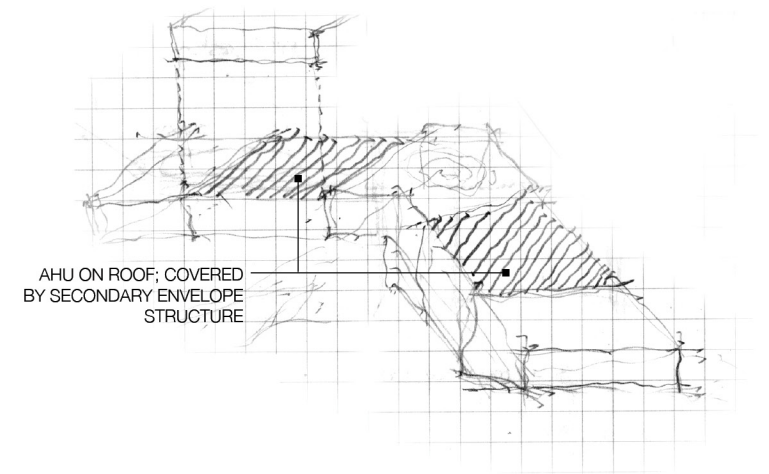 AHU ON ROOF; COVERED
BY SECONDARY ENVELOPE
STRUCTURE